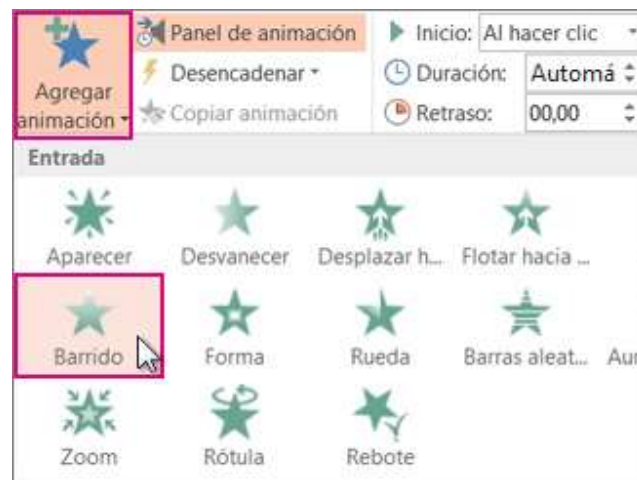 Panel de animación
Inicio: Al hacer clic
Desencadenar
Duración: Automá
Agregar animación
Copiar animación
Retraso: 00,00
Entrada
Aparecer Desvanecer Desplazar h... Flotar hacia ...
Barrido Forma Rueda Barras aleat... Aur
Zoom Rótula Rebote